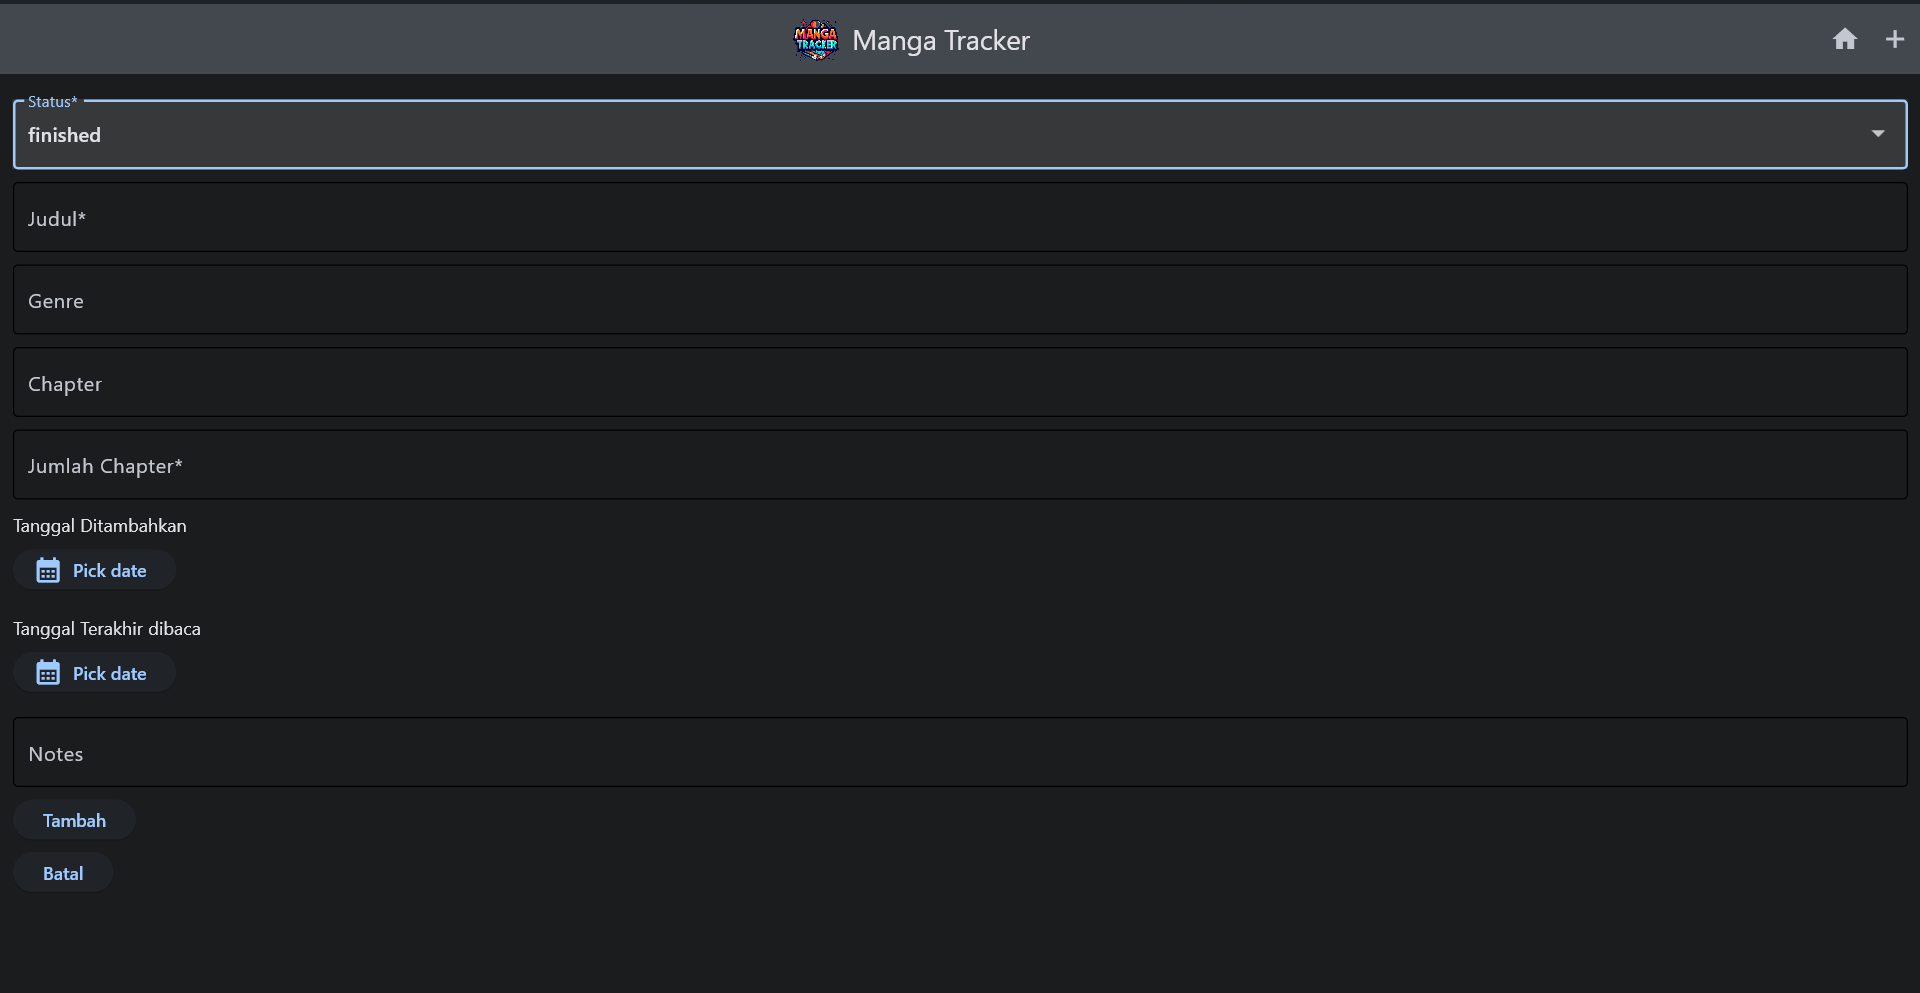 MANGA
TRACKER
Manga Tracker
Status*
finished
Judul*
Genre
Chapter
Jumlah Chapter*
Tanggal Ditambahkan
Pick date
Tanggal Terakhir dibaca
Pick date
Notes
Tambah
Batal